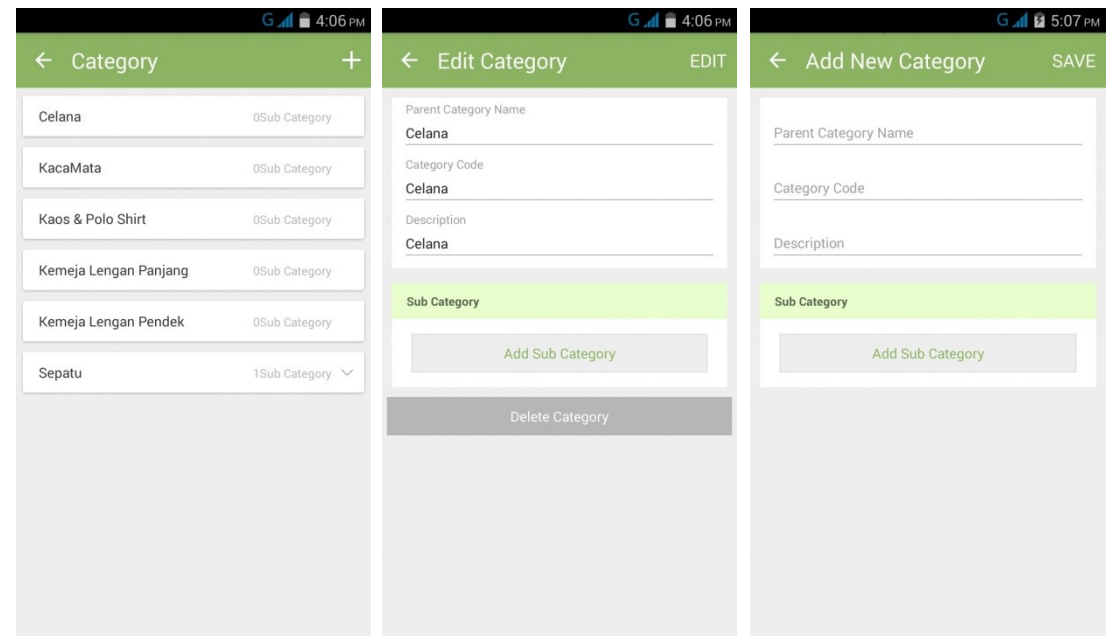 G 4:06 PM
Category +
Celana 0Sub Category
KacaMata 0Sub Category
Kaos & Polo Shirt 0Sub Category
Kemeja Lengan Panjang 0Sub Category
Kemeja Lengan Pendek 0Sub Category
Sepatu 1Sub Category
G 4:06 PM
Edit Category EDIT
Parent Category Name
Celana
Category Code
Celana
Description
Celana
Sub Category
Add Sub Category
Delete Category
G 5:07 PM
Add New Category SAVE
Parent Category Name
Category Code
Description
Sub Category
Add Sub Category